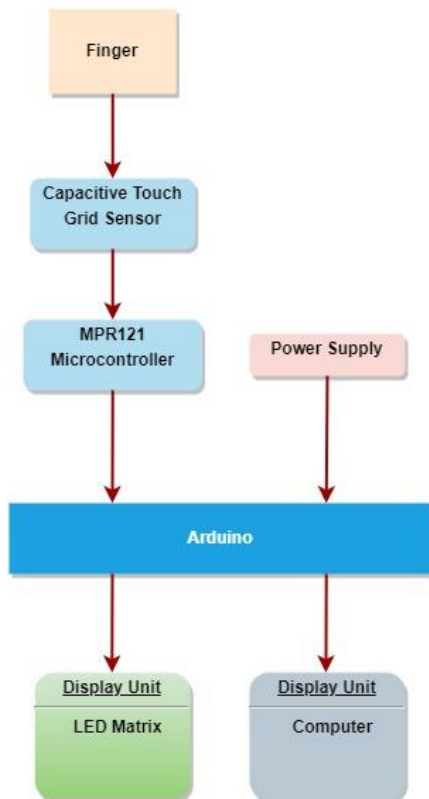 Finger
Capacitive Touch
Grid Sensor
MPR121
Microcontroller
Power Supply
Arduino
Display Unit
LED Matrix
Display Unit
Computer